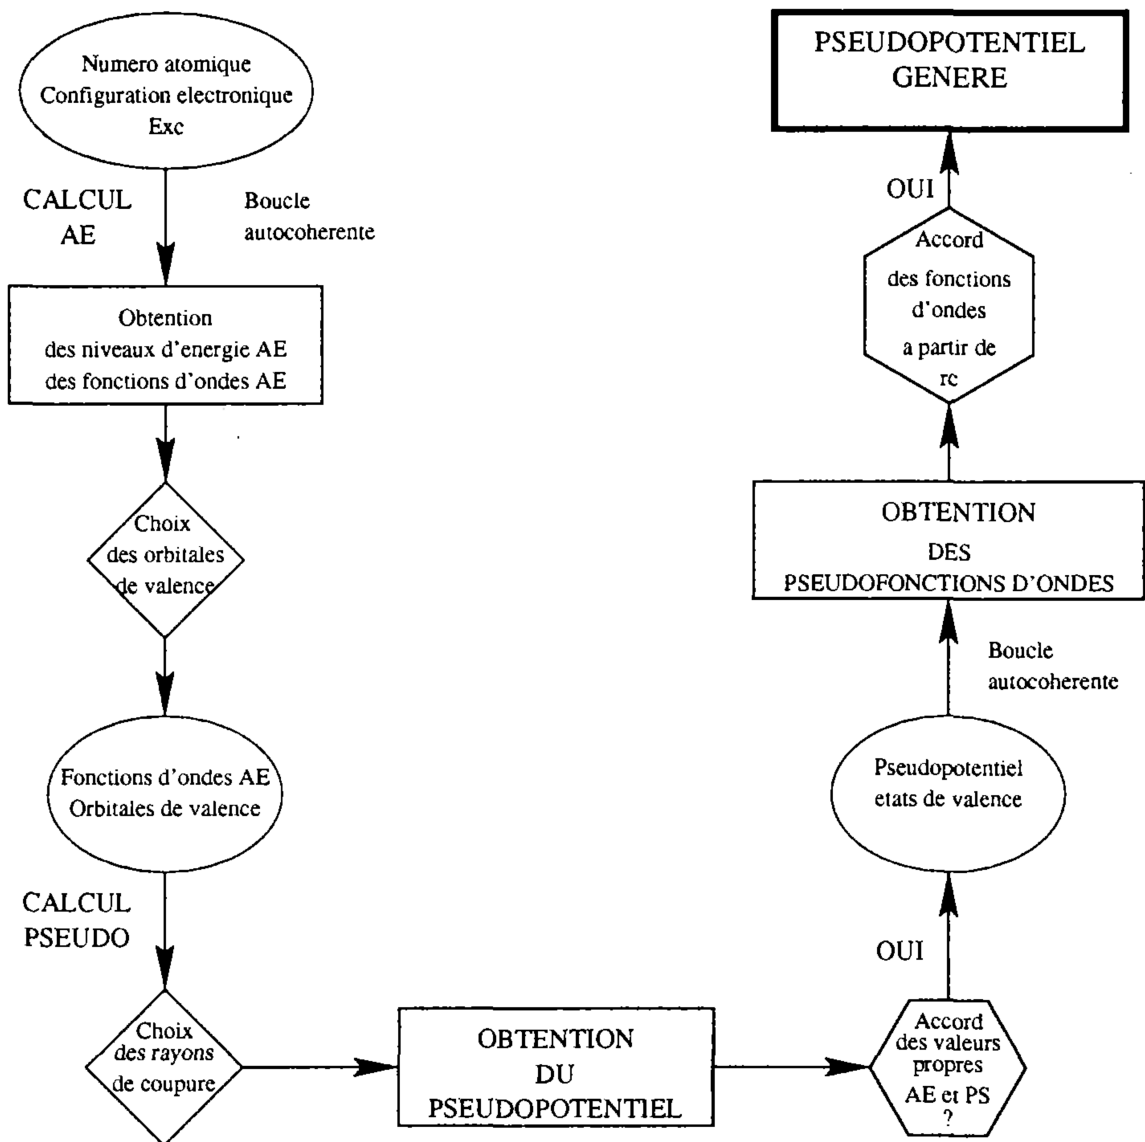 Numero atomique
Configuration electronique
Exc
CALCUL
AE
Boucle
autocoherente
Obtention
des niveaux d'energie AE
des fonctions d'ondes AE
Choix
des orbitales
de valence
Fonctions d'ondes AE
Orbitales de valence
CALCUL
PSEUDO
Choix
des rayons
de coupure
OBTENTION
DU
PSEUDOPOTENTIEL
Accord
des valeurs
propres
AE et PS
?
OUI
Pseudopotentiel
etats de valence
Boucle
autocoherente
OBTENTION
DES
PSEUDOFONCTIONS D'ONDES
Accord
des fonctions
d'ondes
a partir de
rc
OUI
PSEUDOPOTENTIEL
GENERE